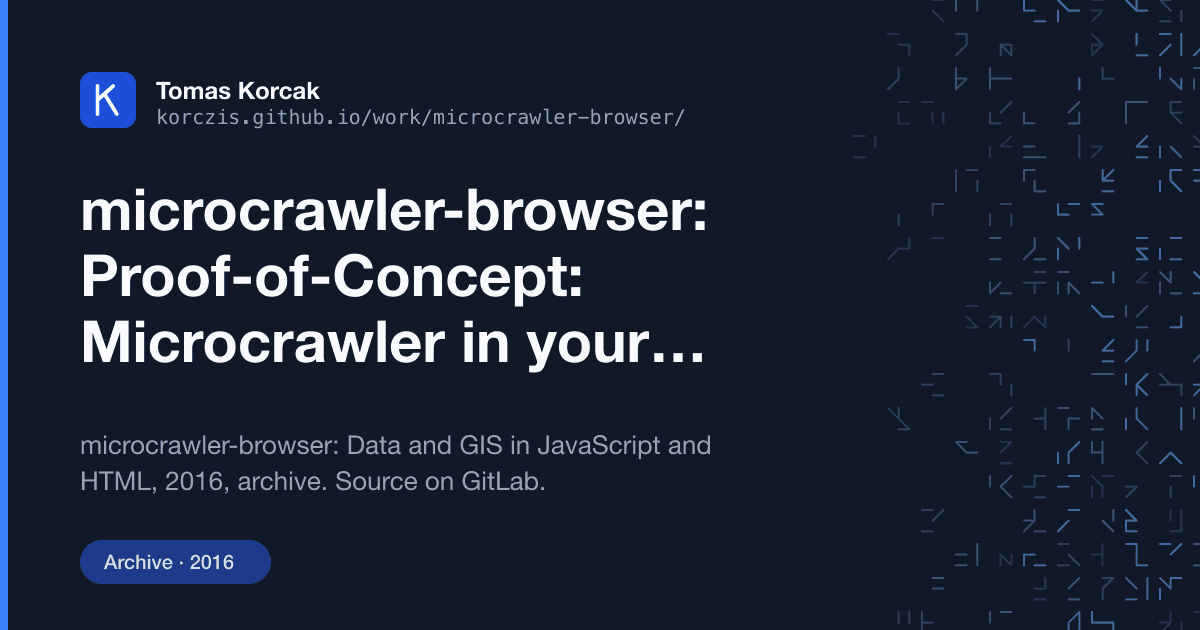 K
Tomas Korcak
korczis.github.io/work/microcrawler-browser/
microcrawler-browser:
Proof-of-Concept:
Microcrawler in your…
microcrawler-browser: Data and GIS in JavaScript and
HTML, 2016, archive. Source on GitLab.
Archive · 2016